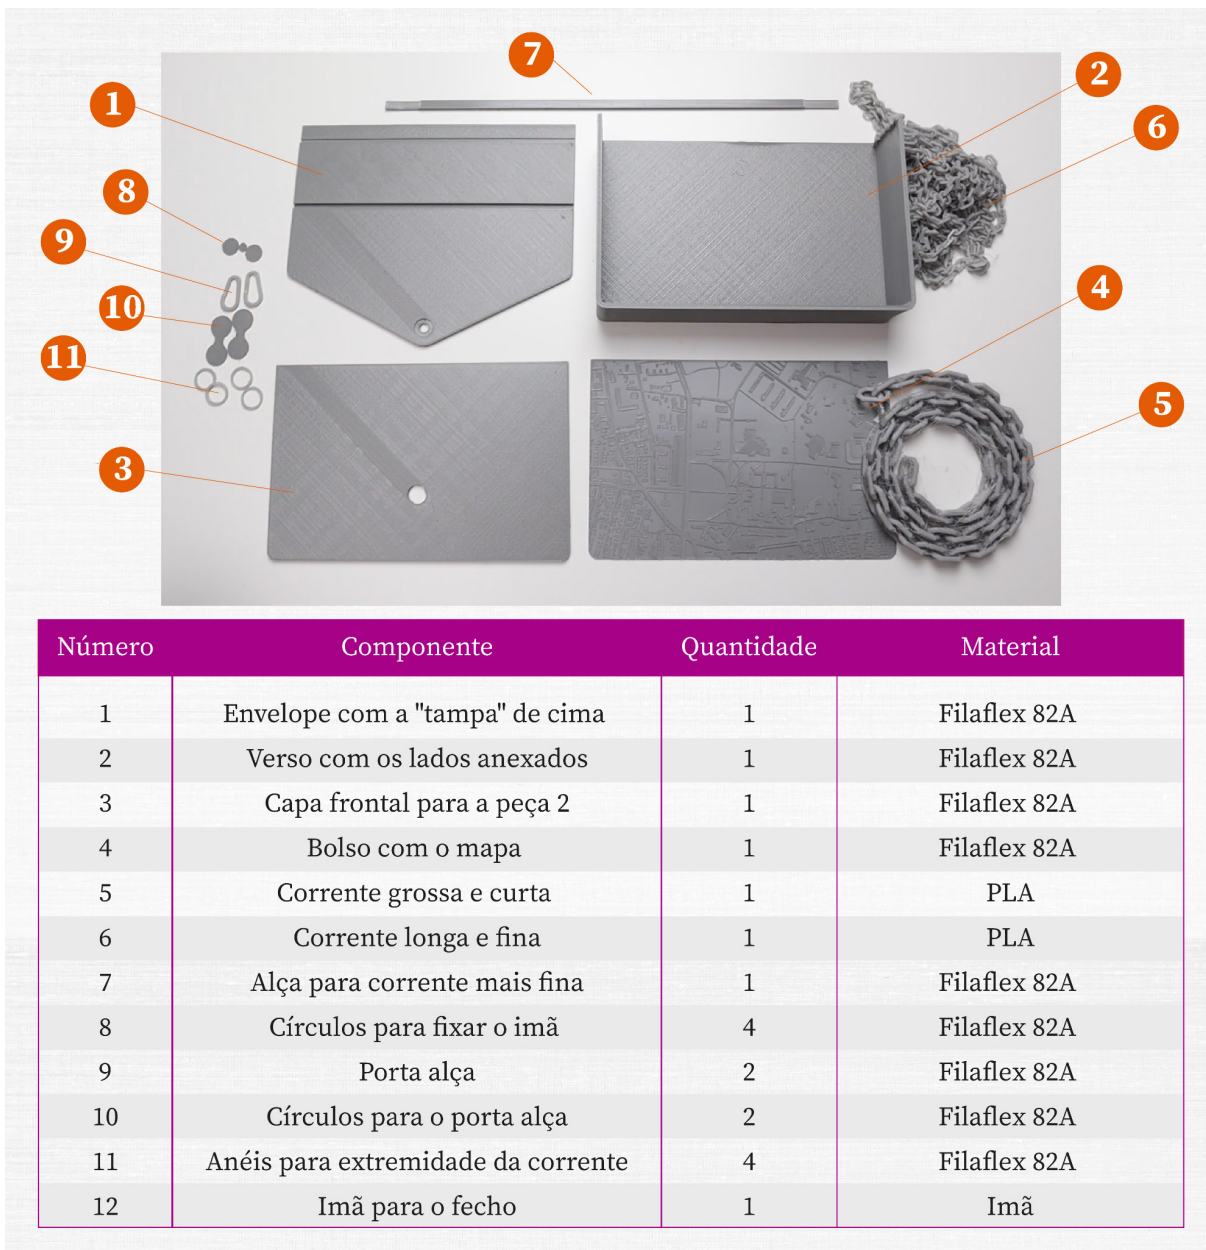 7
2
1
6
8
9
4
10
11
5
3
Número Componente Quantidade Material
1 Envelope com a "tampa" de cima 1 Filaflex 82A
2 Verso com os lados anexados 1 Filaflex 82A
3 Capa frontal para a peça 2 1 Filaflex 82A
4 Bolso com o mapa 1 Filaflex 82A
5 Corrente grossa e curta 1 PLA
6 Corrente longa e fina 1 PLA
7 Alça para corrente mais fina 1 Filaflex 82A
8 Círculos para fixar o imã 4 Filaflex 82A
9 Porta alça 2 Filaflex 82A
10 Círculos para o porta alça 2 Filaflex 82A
11 Anéis para extremidade da corrente 4 Filaflex 82A
12 Imã para o fecho 1 Imã